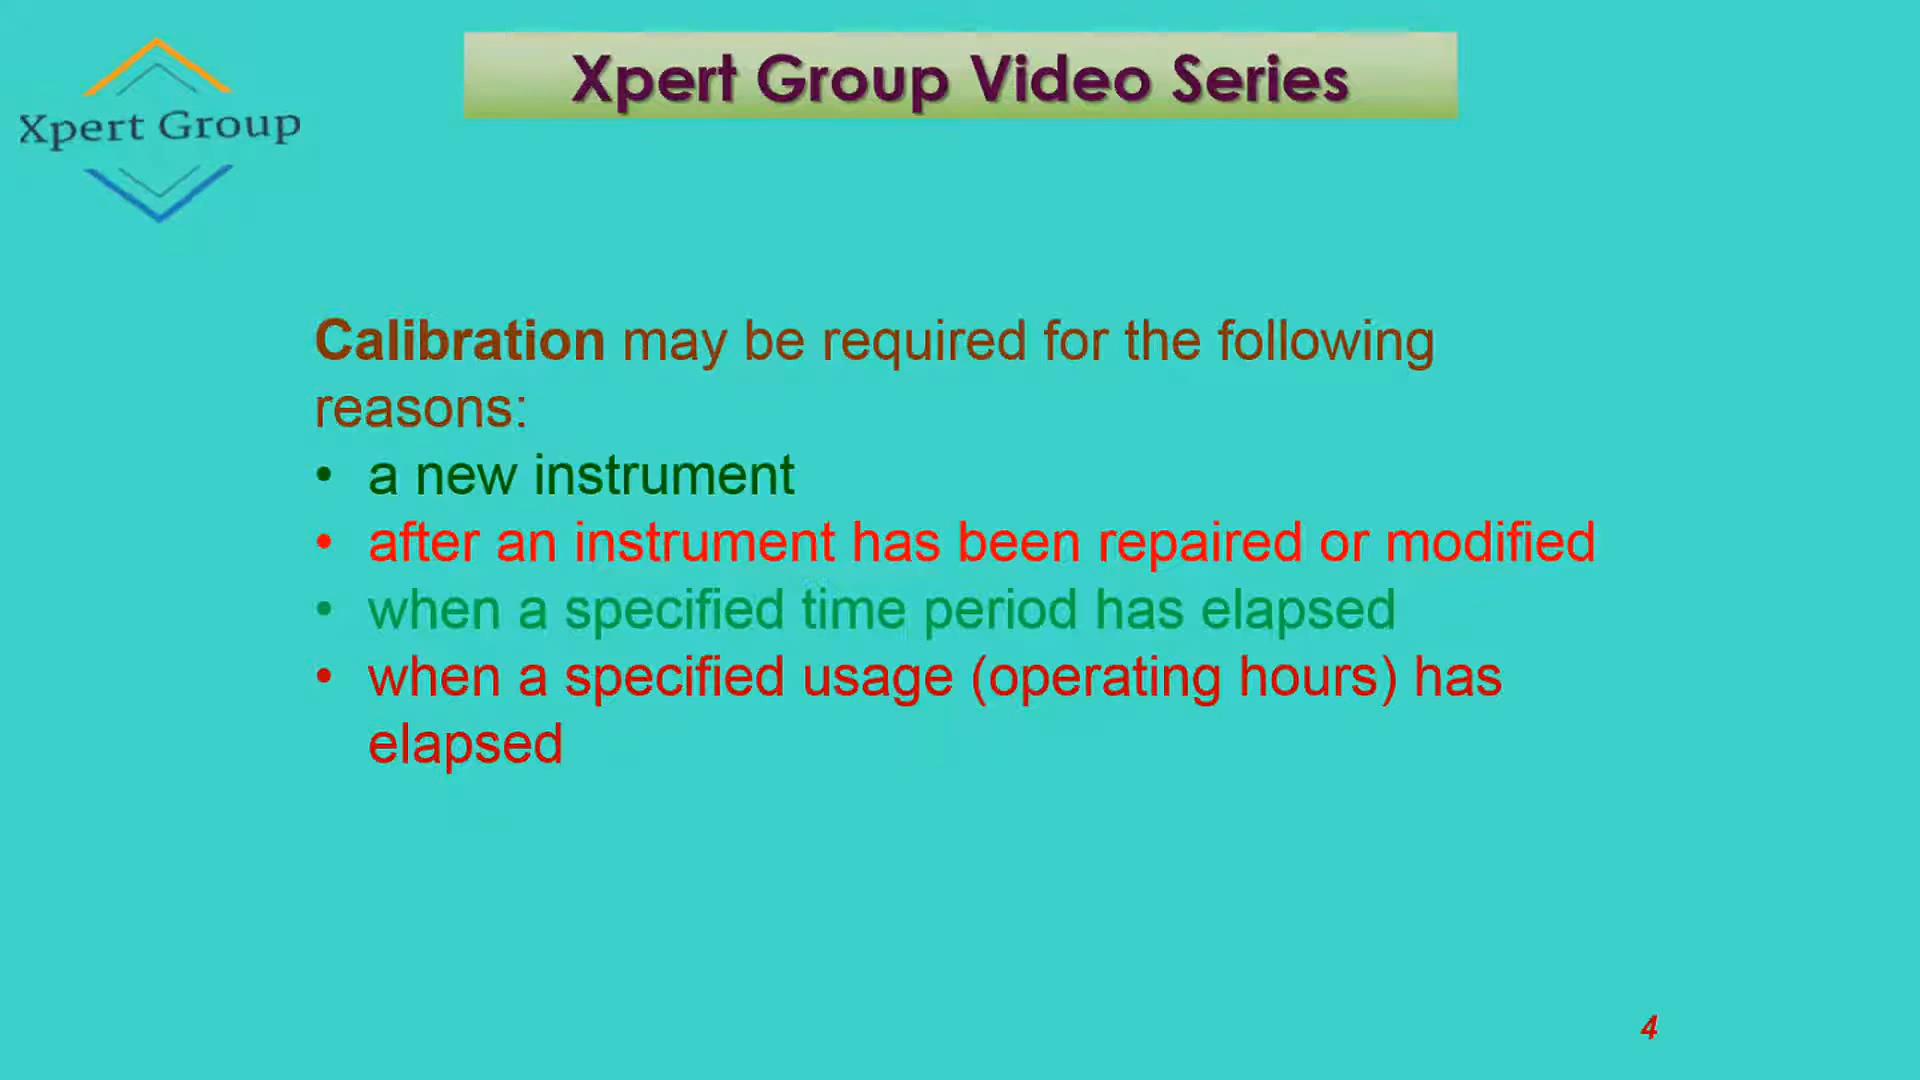 Xpert Group Video Series
Xpert Group
Calibration may be required for the following
reasons:
• a new instrument
• after an instrument has been repaired or modified
• when a specified time period has elapsed
• when a specified usage (operating hours) has
elapsed
4